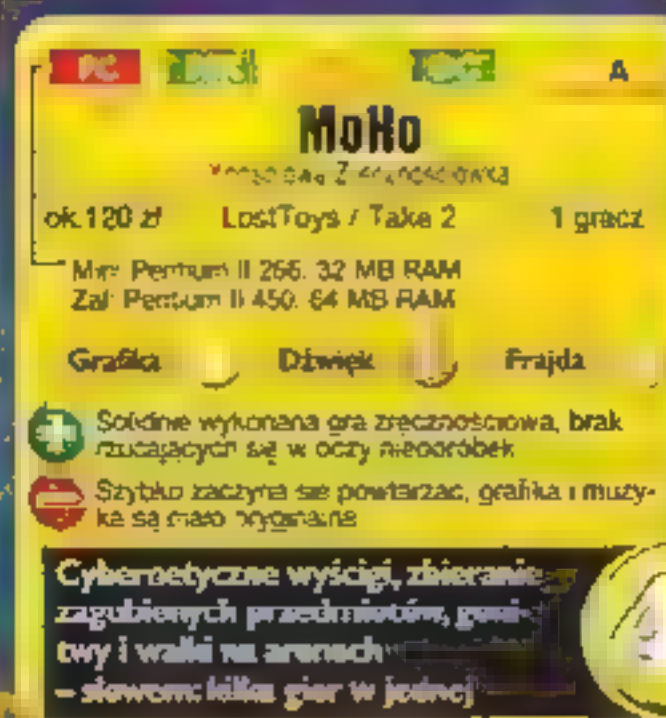 PC
A
MoHo
ok. 120 zł LostToys / Take 2 1 gracz
Min: Pentium II 266, 32 MB RAM
Zal: Pentium II 450, 64 MB RAM
Grafika Dźwięk Frajda
Solidnie wykonana gra zręcznościowa, brak
rzucających się w oczy niedoróbek
Szybko zaczyna się powtarzać, grafika i muzy-
ka są mało oryginalne
Cybernetyczne wyścigi, zbieranie
zagubionych przedmiotów, goni-
twy i walki na arenach
– słowem: kilka gier w jednej